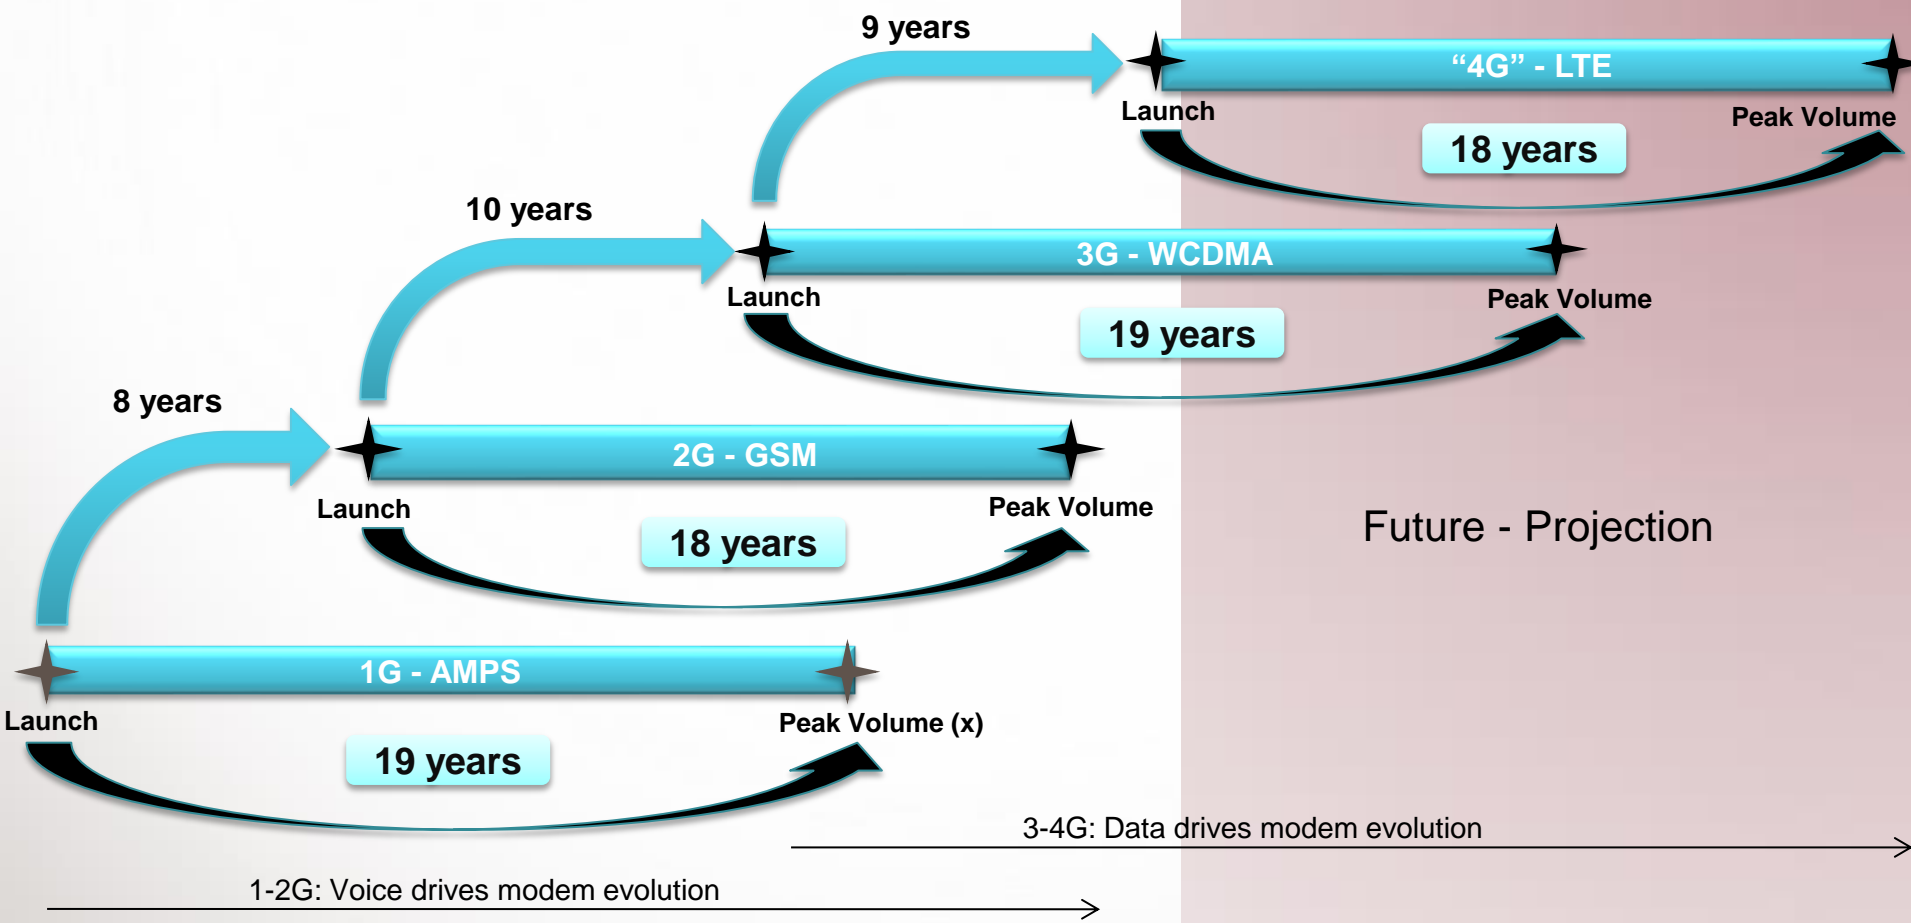 9 years
“4G” - LTE
Launch
Peak Volume
18 years
10 years
3G - WCDMA
Launch
Peak Volume
19 years
8 years
2G - GSM
Launch
Peak Volume
18 years
Future - Projection
1G - AMPS
Launch
Peak Volume (x)
19 years
3-4G: Data drives modem evolution
1-2G: Voice drives modem evolution